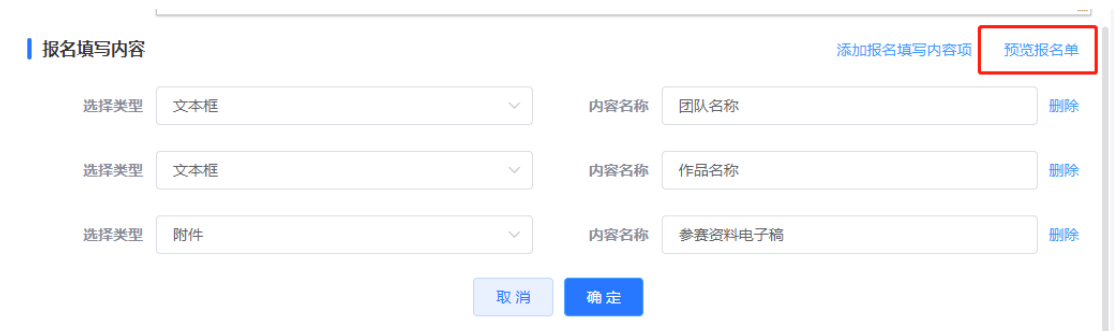 报名填写内容 添加报名填写内容项 预览报名单
选择类型 文本框 内容名称 团队名称 删除
选择类型 文本框 内容名称 作品名称 删除
选择类型 附件 内容名称 参赛资料电子稿 删除
取消 确定